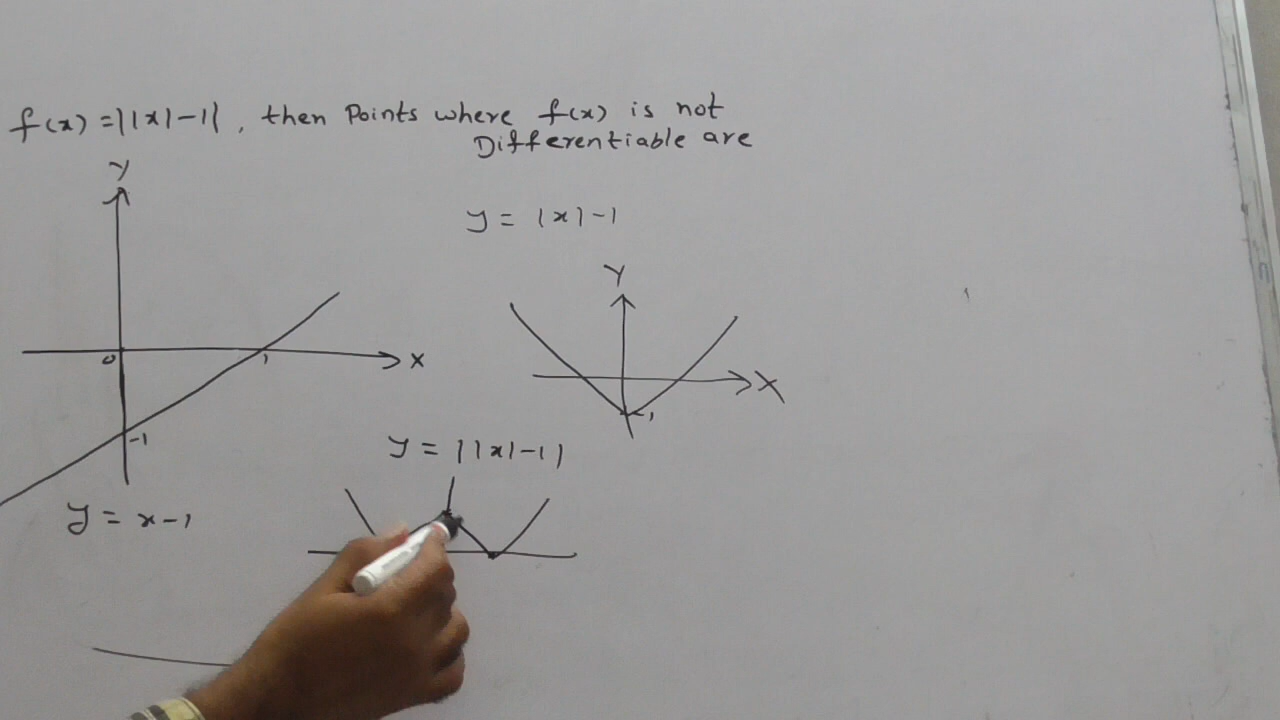 f(x) = ||x|-1|, then Points where f(x) is not
Differentiable are
Y
y = |x|-1
Y
0
1
X
X
-1
-1
y = ||x|-1|
y = x-1